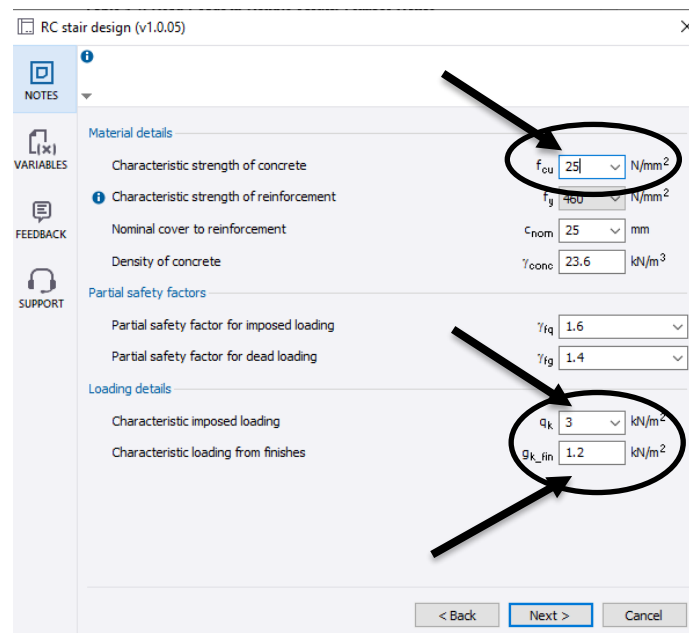 RC stair design (v1.0.05)
NOTES
VARIABLES
FEEDBACK
SUPPORT
Material details
Characteristic strength of concrete fcu 25 N/mm2
Characteristic strength of reinforcement fy 460 N/mm2
Nominal cover to reinforcement cnom 25 mm
Density of concrete γconc 23.6 kN/m3
Partial safety factors
Partial safety factor for imposed loading γfq 1.6
Partial safety factor for dead loading γfg 1.4
Loading details
Characteristic imposed loading qk 3 kN/m2
Characteristic loading from finishes gk_fin 1.2 kN/m2
< Back Next > Cancel